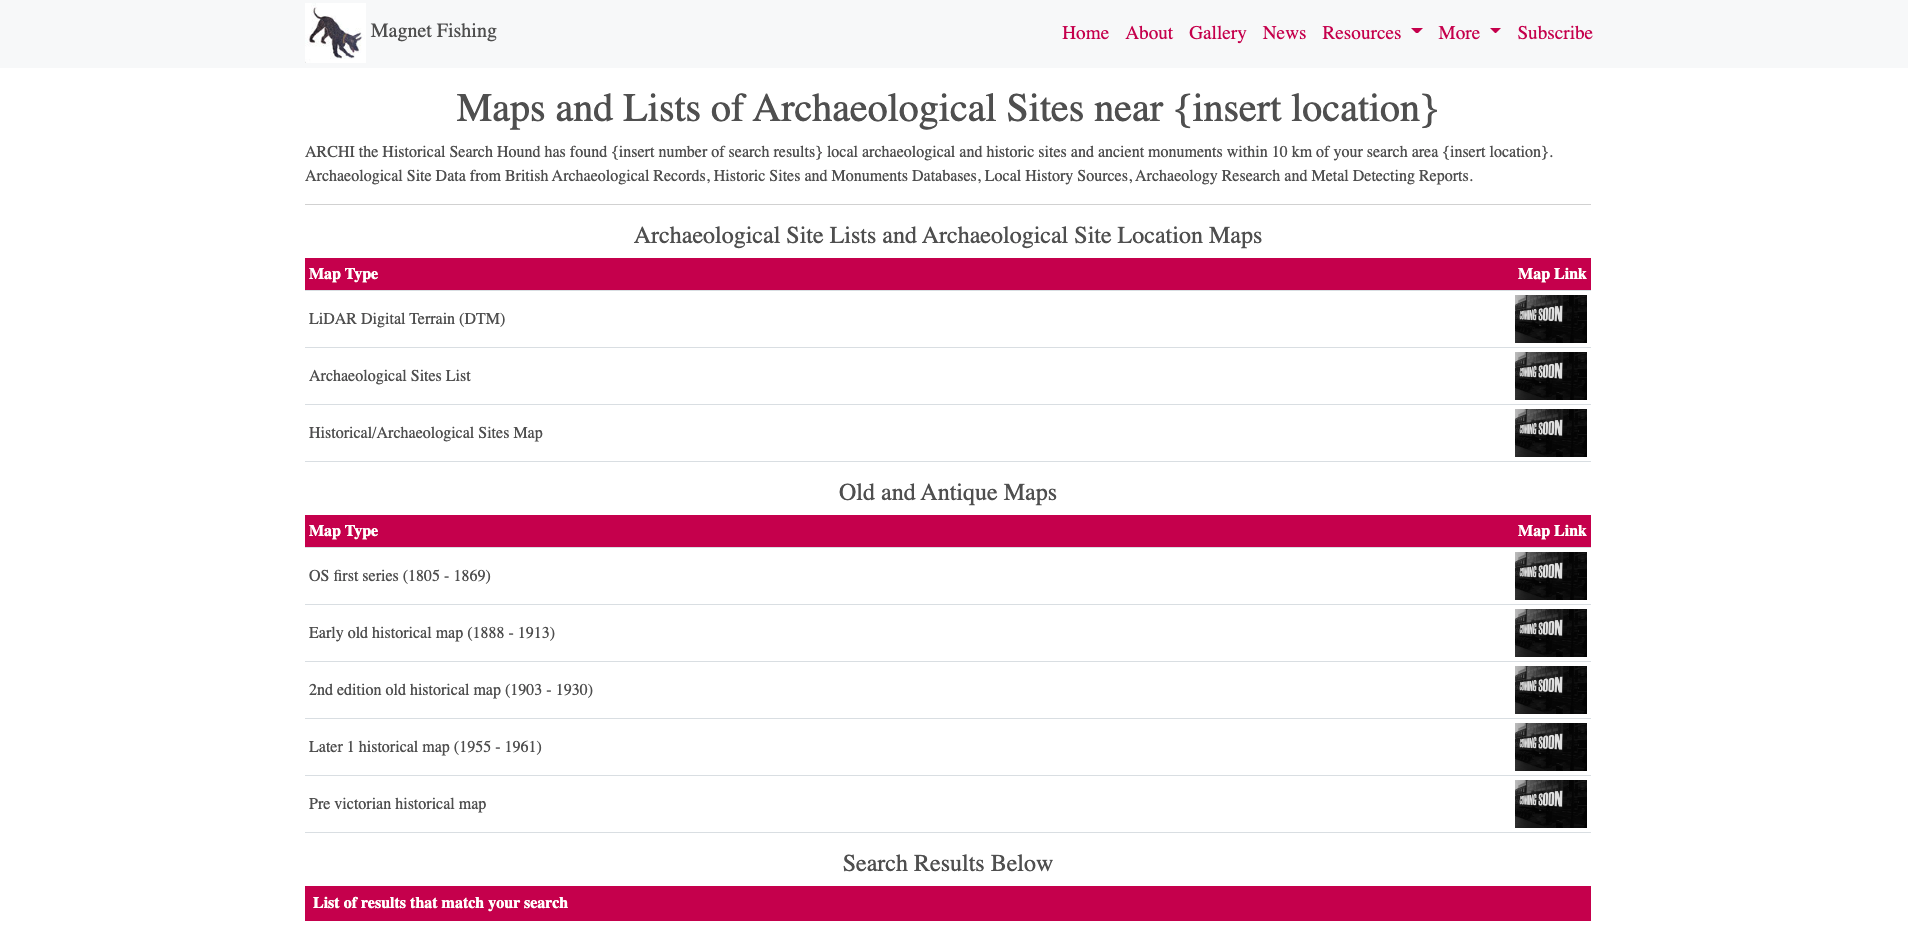 Magnet Fishing
Home About Gallery News Resources More Subscribe
Maps and Lists of Archaeological Sites near {insert location}
ARCHI the Historical Search Hound has found {insert number of search results} local archaeological and historic sites and ancient monuments within 10 km of your search area {insert location}.
Archaeological Site Data from British Archaeological Records, Historic Sites and Monuments Databases, Local History Sources, Archaeology Research and Metal Detecting Reports.
Archaeological Site Lists and Archaeological Site Location Maps
Map Type Map Link
LiDAR Digital Terrain (DTM) COMING SOON
Archaeological Sites List COMING SOON
Historical/Archaeological Sites Map COMING SOON
Old and Antique Maps
Map Type Map Link
OS first series (1805 - 1869) COMING SOON
Early old historical map (1888 - 1913) COMING SOON
2nd edition old historical map (1903 - 1930) COMING SOON
Later 1 historical map (1955 - 1961) COMING SOON
Pre victorian historical map COMING SOON
Search Results Below
List of results that match your search